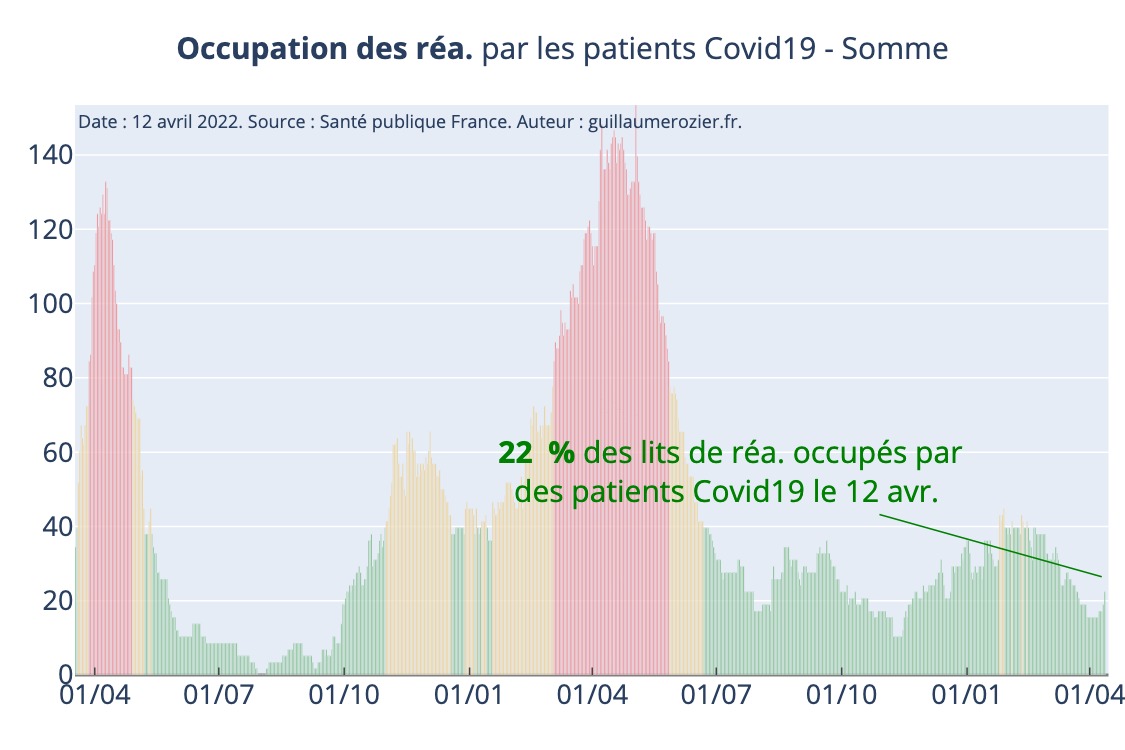 Occupation des réa. par les patients Covid19 - Somme
Date : 12 avril 2022. Source : Santé publique France. Auteur : guillaumerozier.fr.
140
120
100
80
60
40
20
0
22 % des lits de réa. occupés par
des patients Covid19 le 12 avr.
01/04 01/07 01/10 01/01 01/04 01/07 01/10 01/01 01/04